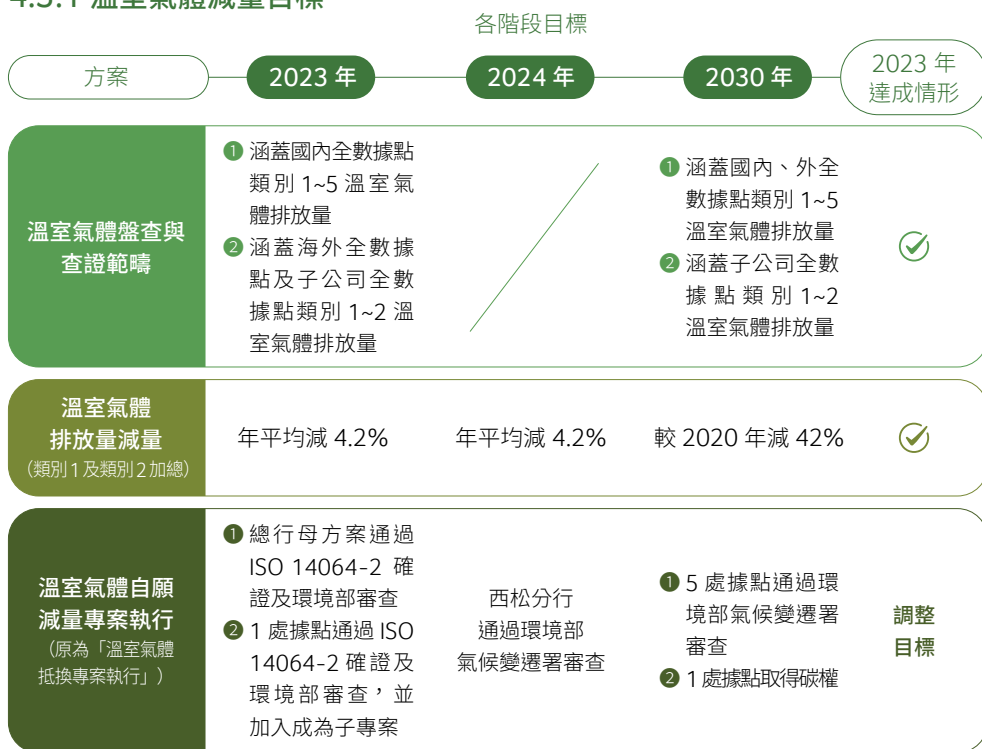 4.3.1 溫室氣體減量目標
各階段目標
方案
2023 年
2024 年
2030 年
2023 年
達成情形
溫室氣體盤查與
查證範疇
❶ 涵蓋國內全數據點
類別 1~5 溫室氣
體排放量
❷ 涵蓋海外全數據
點及子公司全數
據點類別 1~2 溫
室氣體排放量
❶ 涵蓋國內、外全
數據點類別 1~5
溫室氣體排放量
❷ 涵蓋子公司全數
據點類別 1~2
溫室氣體排放量
溫室氣體
排放量減量
（類別 1 及類別 2 加總）
年平均減 4.2%
年平均減 4.2%
較 2020 年減 42%
溫室氣體自願
減量專案執行
（原為「溫室氣體
抵換專案執行」）
❶ 總行母方案通過
ISO 14064-2 確
證及環境部審查
❷ 1 處據點通過 ISO
14064-2 確證及
環境部審查，並
加入成為子專案
西松分行
通過環境部
氣候變遷署審查
❶ 5 處據點通過環
境部氣候變遷署
審查
❷ 1 處據點取得碳權
調整
目標